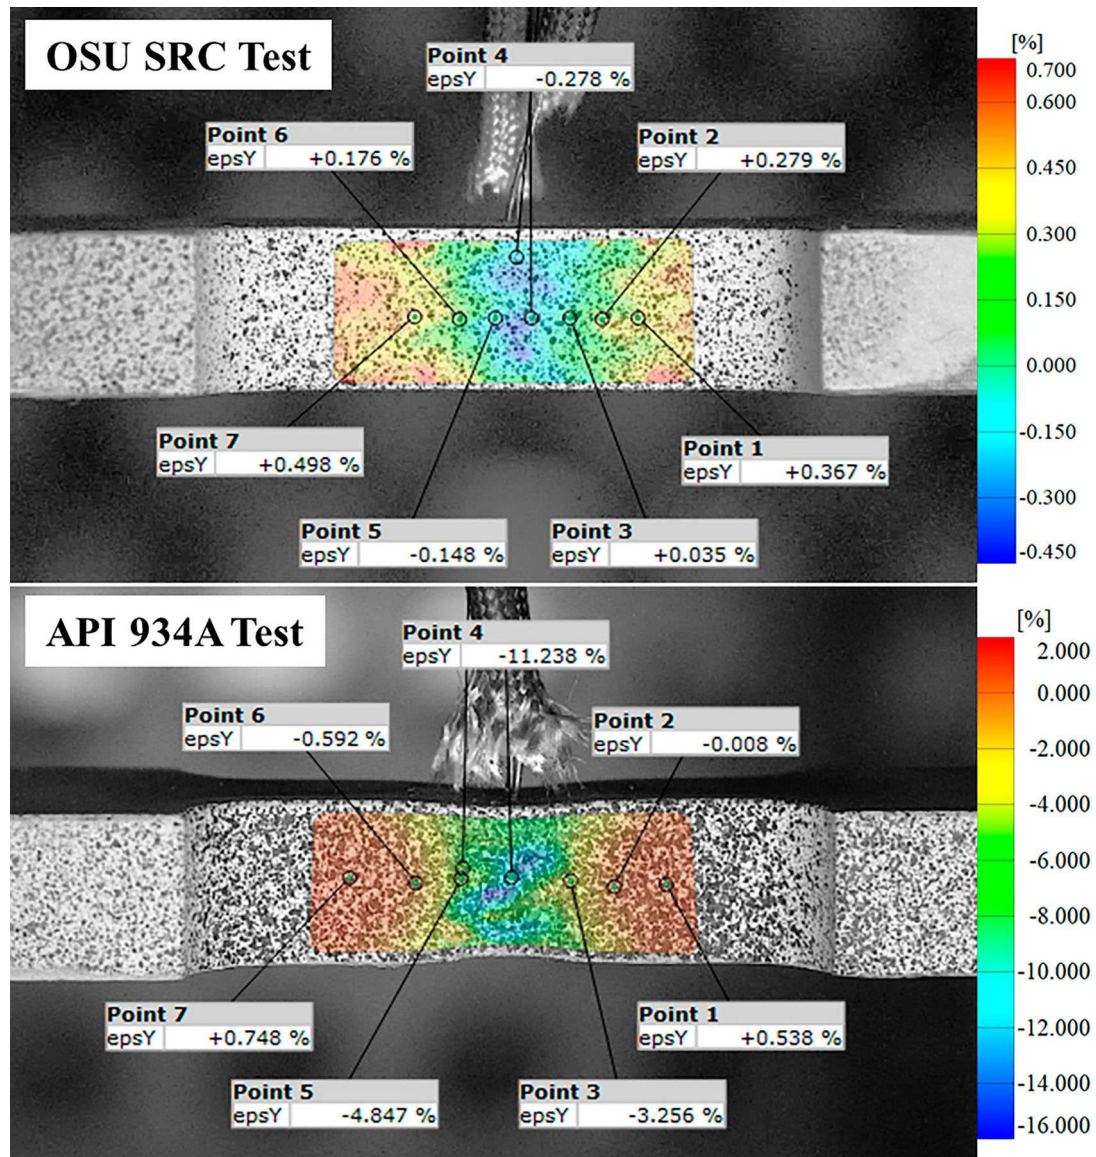 OSU SRC Test
Point 4
epsY -0.278 %
Point 6
epsY +0.176 %
Point 2
epsY +0.279 %
Point 7
epsY +0.498 %
Point 1
epsY +0.367 %
Point 5
epsY -0.148 %
Point 3
epsY +0.035 %
[%]
0.700
0.600
0.450
0.300
0.150
0.000
-0.150
-0.300
-0.450
API 934A Test
Point 4
epsY -11.238 %
Point 6
epsY -0.592 %
Point 2
epsY -0.008 %
Point 7
epsY +0.748 %
Point 1
epsY +0.538 %
Point 5
epsY -4.847 %
Point 3
epsY -3.256 %
[%]
2.000
0.000
-2.000
-4.000
-6.000
-8.000
-10.000
-12.000
-14.000
-16.000